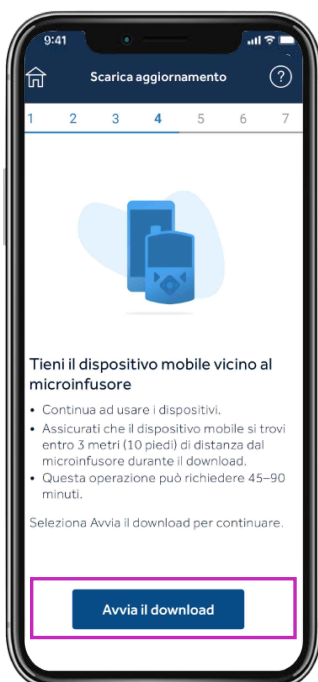 9:41
Scarica aggiornamento ?
1 2 3 4 5 6 7
Tieni il dispositivo mobile vicino al
microinfusore
• Continua ad usare i dispositivi.
• Assicurati che il dispositivo mobile si trovi
entro 3 metri (10 piedi) di distanza dal
microinfusore durante il download.
• Questa operazione può richiedere 45–90
minuti.
Seleziona Avvia il download per continuare.
Avvia il download